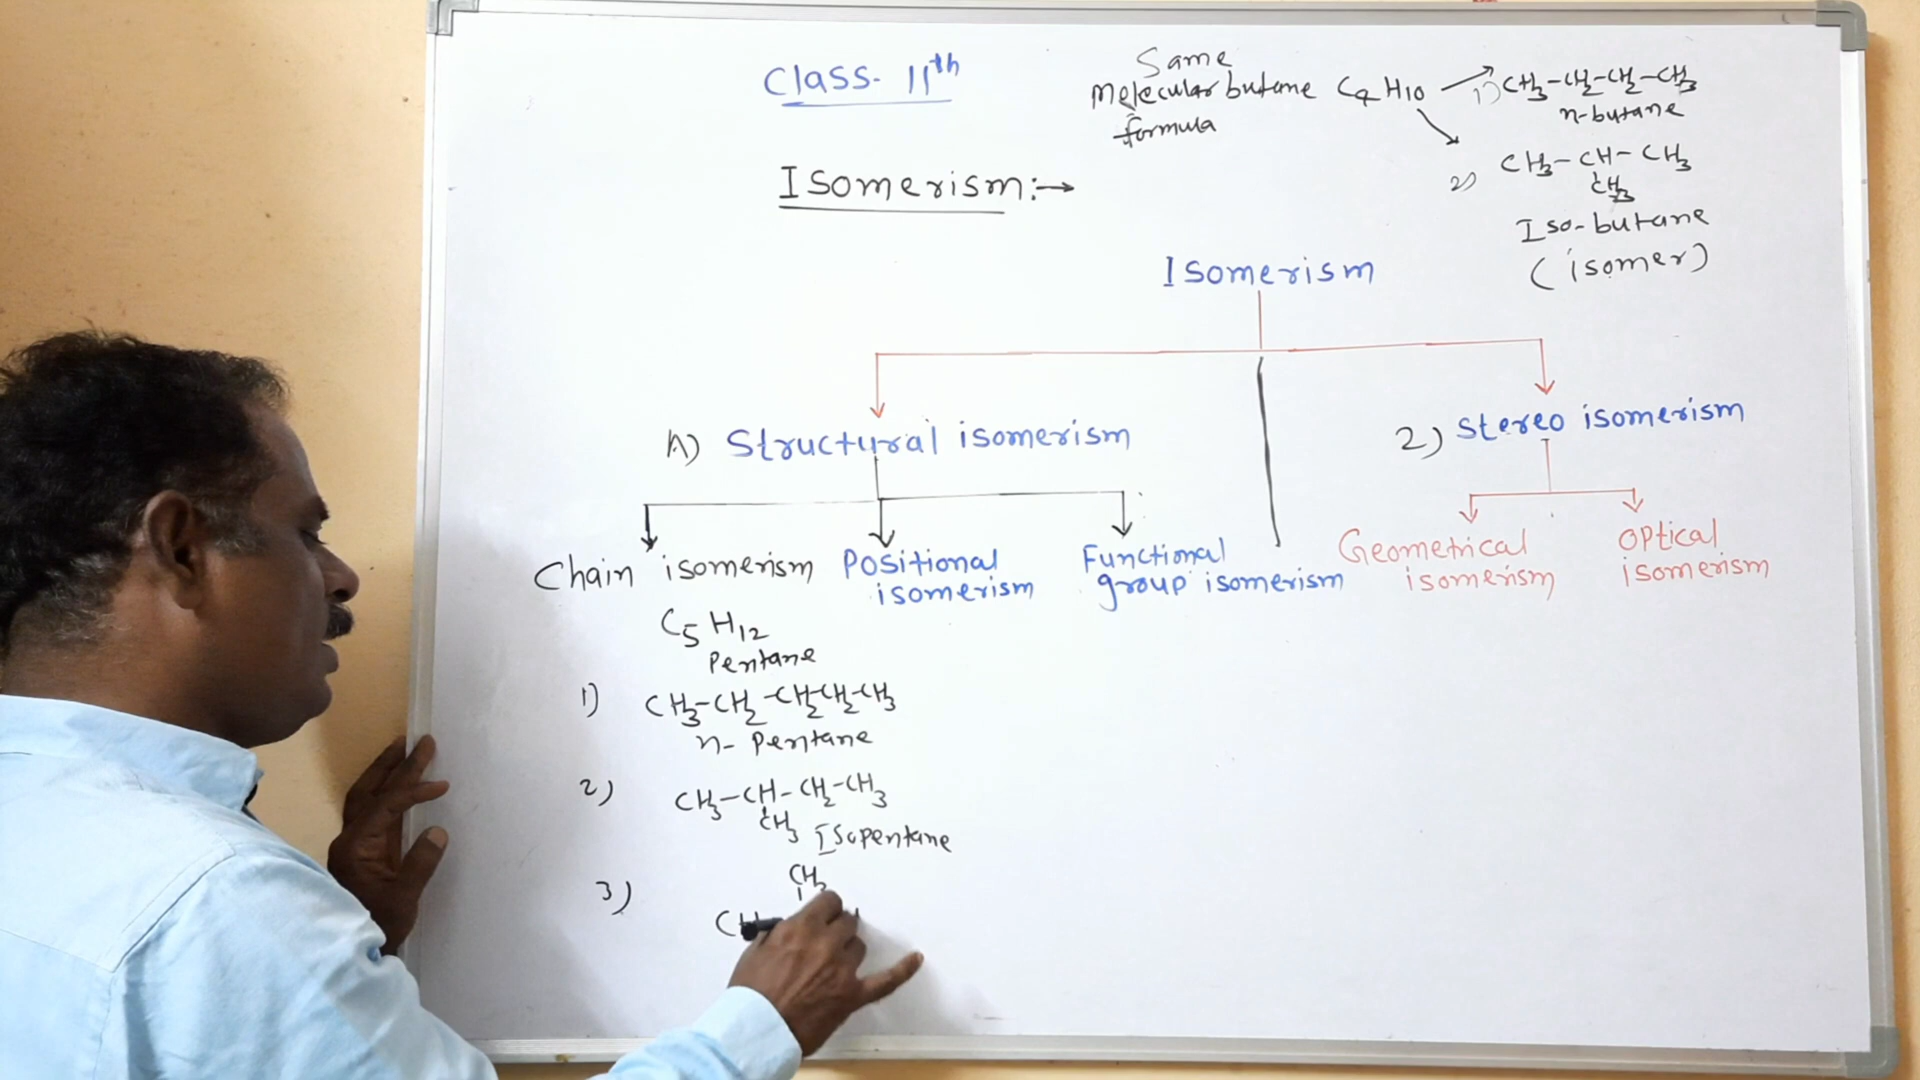 Class- 11th
Same
Molecular butane C4H10
formula
1) CH3-CH2-CH2-CH3
n-butane
2) CH3-CH-CH3
CH3
Iso-butane
(isomer)
Isomerism:→
Isomerism
A) Structural isomerism
2) Stereo isomerism
Chain isomerism
Positional
isomerism
Functional
group isomerism
Geometrical
isomerism
Optical
isomerism
C5H12
Pentane
1) CH3-CH2-CH2-CH2-CH3
n-Pentane
2) CH3-CH-CH2-CH3
CH3
Isopentane
3) CH3